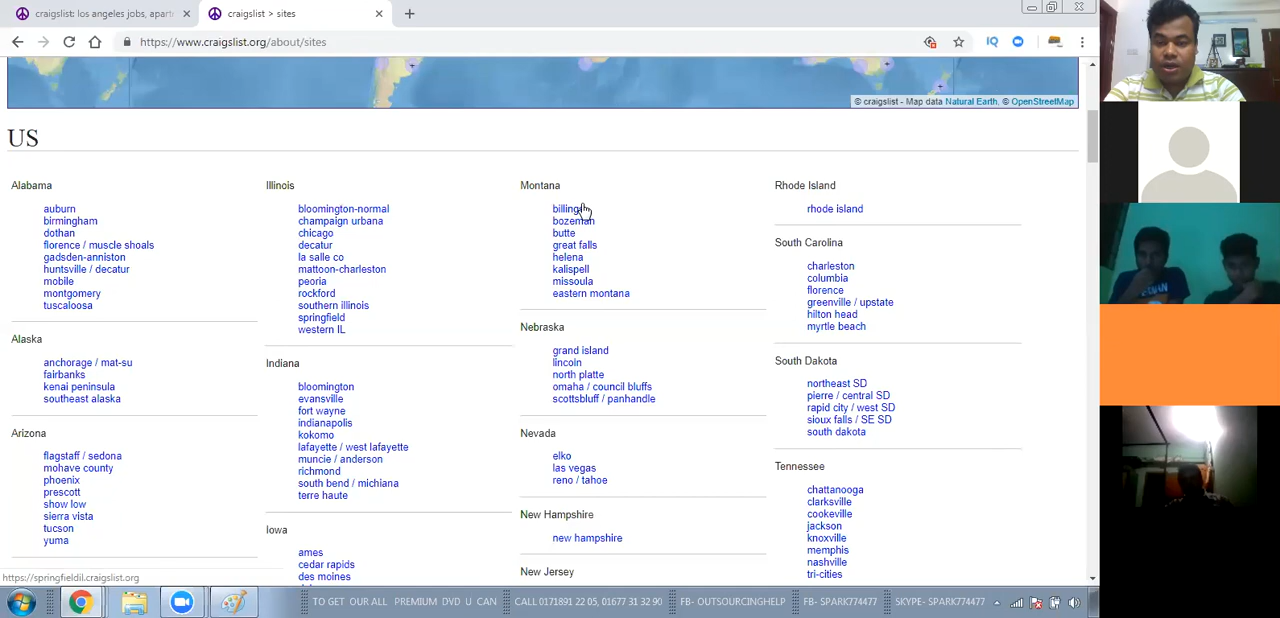 craigslist: los angeles jobs, apart
craigslist > sites
https://www.craigslist.org/about/sites
© craigslist - Map data Natural Earth, © OpenStreetMap
US
Alabama
auburn
birmingham
dothan
florence / muscle shoals
gadsden-anniston
huntsville / decatur
mobile
montgomery
tuscaloosa
Alaska
anchorage / mat-su
fairbanks
kenai peninsula
southeast alaska
Arizona
flagstaff / sedona
mohave county
phoenix
prescott
show low
sierra vista
tucson
yuma
Illinois
bloomington-normal
champaign urbana
chicago
decatur
la salle co
mattoon-charleston
peoria
rockford
southern illinois
springfield
western IL
Indiana
bloomington
evansville
fort wayne
indianapolis
kokomo
lafayette / west lafayette
muncie / anderson
richmond
south bend / michiana
terre haute
Iowa
ames
cedar rapids
des moines
Montana
billings
bozeman
butte
great falls
helena
kalispell
missoula
eastern montana
Nebraska
grand island
lincoln
north platte
omaha / council bluffs
scottsbluff / panhandle
Nevada
elko
las vegas
reno / tahoe
New Hampshire
new hampshire
New Jersey
Rhode Island
rhode island
South Carolina
charleston
columbia
florence
greenville / upstate
hilton head
myrtle beach
South Dakota
northeast SD
pierre / central SD
rapid city / west SD
sioux falls / SE SD
south dakota
Tennessee
chattanooga
clarksville
cookeville
jackson
knoxville
memphis
nashville
tri-cities
https://springfieldil.craigslist.org
TO GET OUR ALL PREMIUM DVD U CAN CALL 0171891 22 05, 01677 31 32 90 FB- OUTSOURCINGHELP FB- SPARK774477 SKYPE- SPARK774477